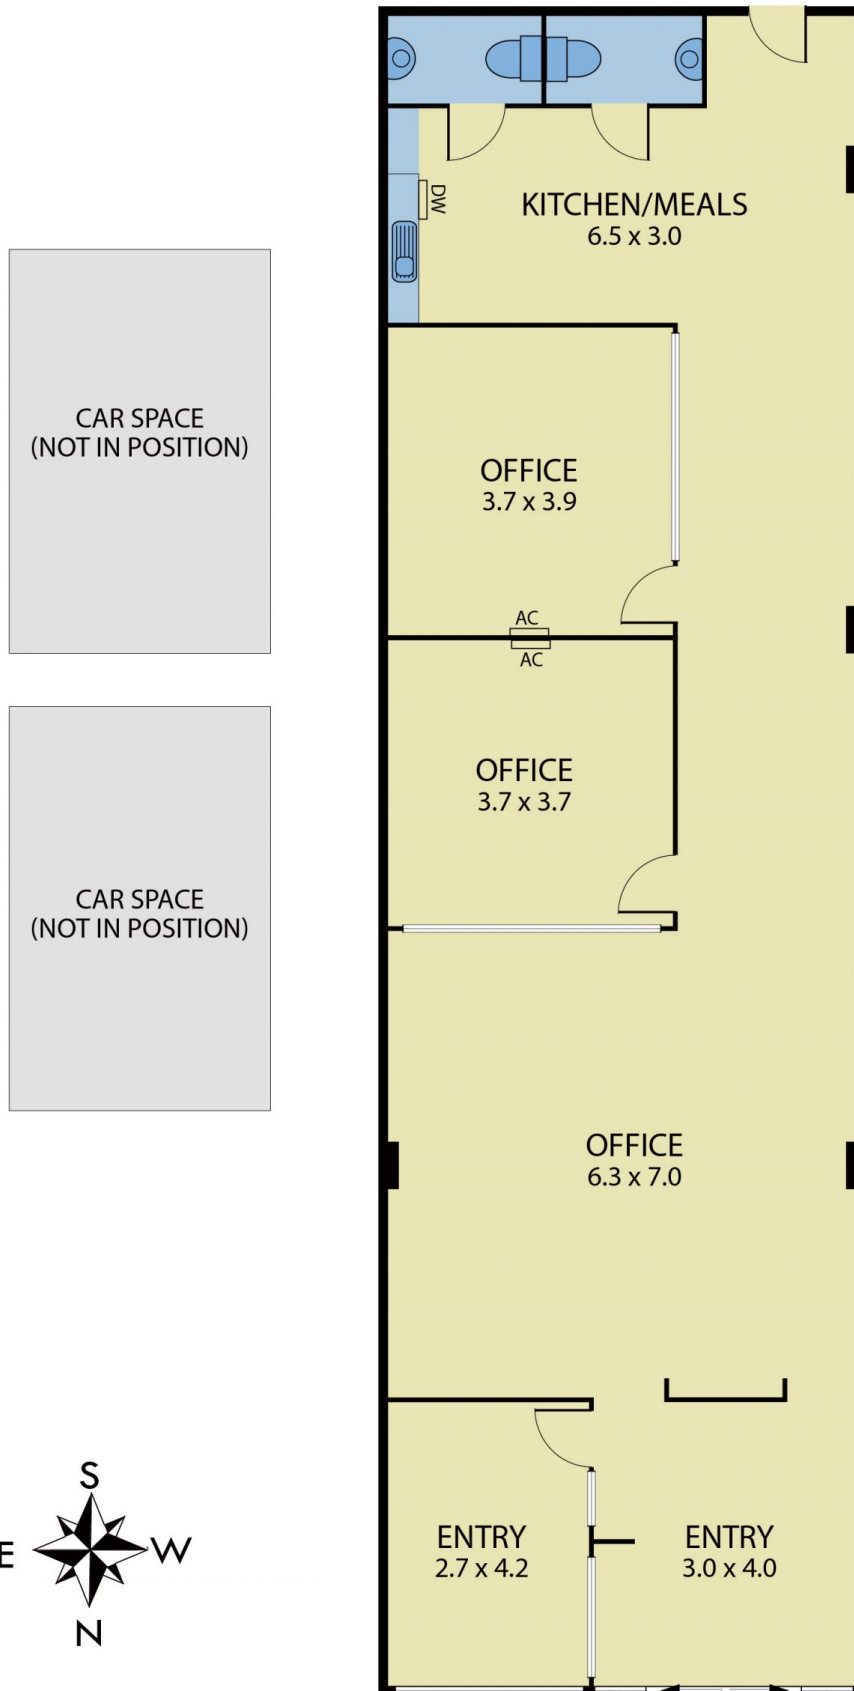 DW
KITCHEN/MEALS
6.5 x 3.0
CAR SPACE
(NOT IN POSITION)
OFFICE
3.7 x 3.9
AC
AC
OFFICE
3.7 x 3.7
CAR SPACE
(NOT IN POSITION)
OFFICE
6.3 x 7.0
S
E
W
N
ENTRY
2.7 x 4.2
ENTRY
3.0 x 4.0